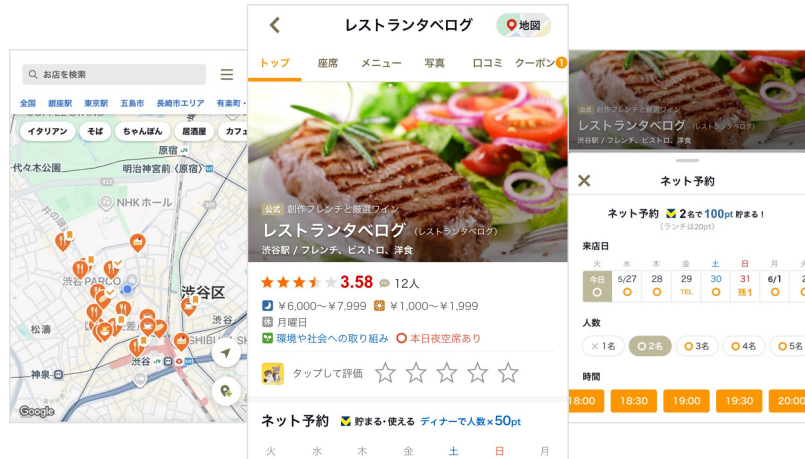 お店を検索
全国 銀座駅 東京駅 五島市 長崎市エリア 有楽町・
イタリアン そば ちゃんぽん 居酒屋 カフェ
原宿
代々木公園
明治神宮前〈原宿〉
NHKホール
渋谷 PARCO
渋谷区
松濤
渋谷
SHIBUYA
渋谷
神泉
Google
レストランタベログ
地図
トップ 座席 メニュー 写真 口コミ クーポン 1
公式 創作フレンチと厳選ワイン
レストランタベログ (レストランタベログ)
渋谷駅 / フレンチ、ビストロ、洋食
3.58 12人
￥6,000～￥7,999 ￥1,000～￥1,999
休 月曜日
環境や社会への取り組み 本日夜空席あり
タップして評価
ネット予約 貯まる・使える ディナーで人数×50pt
火 水 木 金 土 日 月
公式 創作フレンチと厳選ワイン
レストランタベログ (レストランタベログ)
渋谷駅 / フレンチ、ビストロ、洋食
ネット予約
ネット予約 2名で100pt 貯まる！
(ランチは20pt)
来店日
火 水 木 金 土 日 月
今日 5/27 28 29 30 31 6/1 2
TEL 残1
人数
1名 2名 3名 4名 5名
時間
8:00 18:30 19:00 19:30 20:00